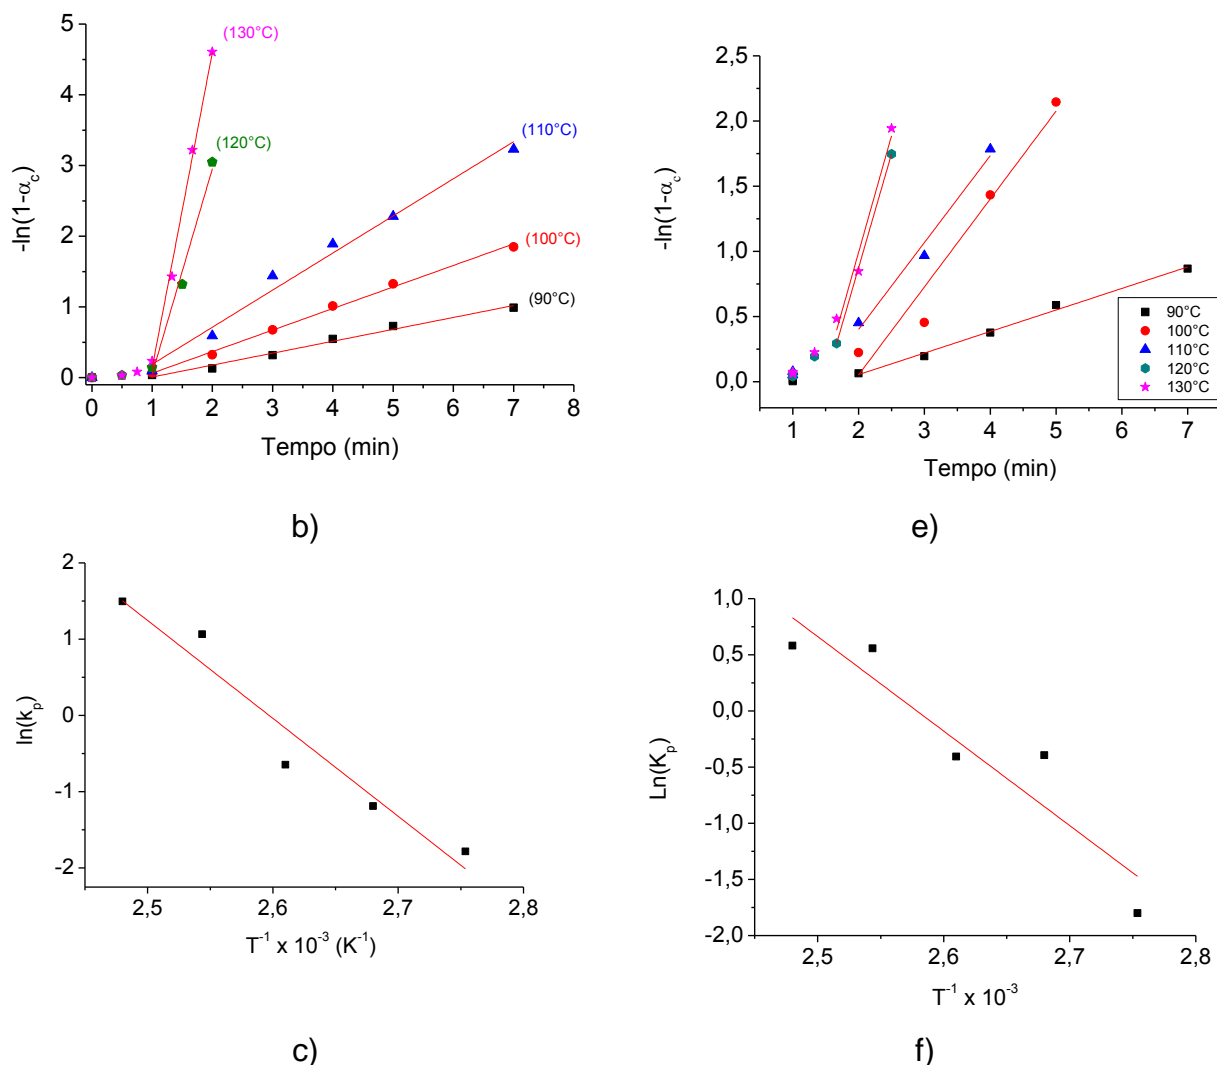 5
4
3
2
1
0
-ln(1-αc)
(130°C)
(120°C)
(110°C)
(100°C)
(90°C)
0 1 2 3 4 5 6 7 8
Tempo (min)
b)
2,5
2,0
1,5
1,0
0,5
0,0
-ln(1-αc)
90°C
100°C
110°C
120°C
130°C
1 2 3 4 5 6 7
Tempo (min)
e)
2
1
0
-1
-2
ln(kp)
2,5 2,6 2,7 2,8
T-1 x 10-3 (K-1)
c)
1,0
0,5
0,0
-0,5
-1,0
-1,5
-2,0
Ln(Kp)
2,5 2,6 2,7 2,8
T-1 x 10-3
f)